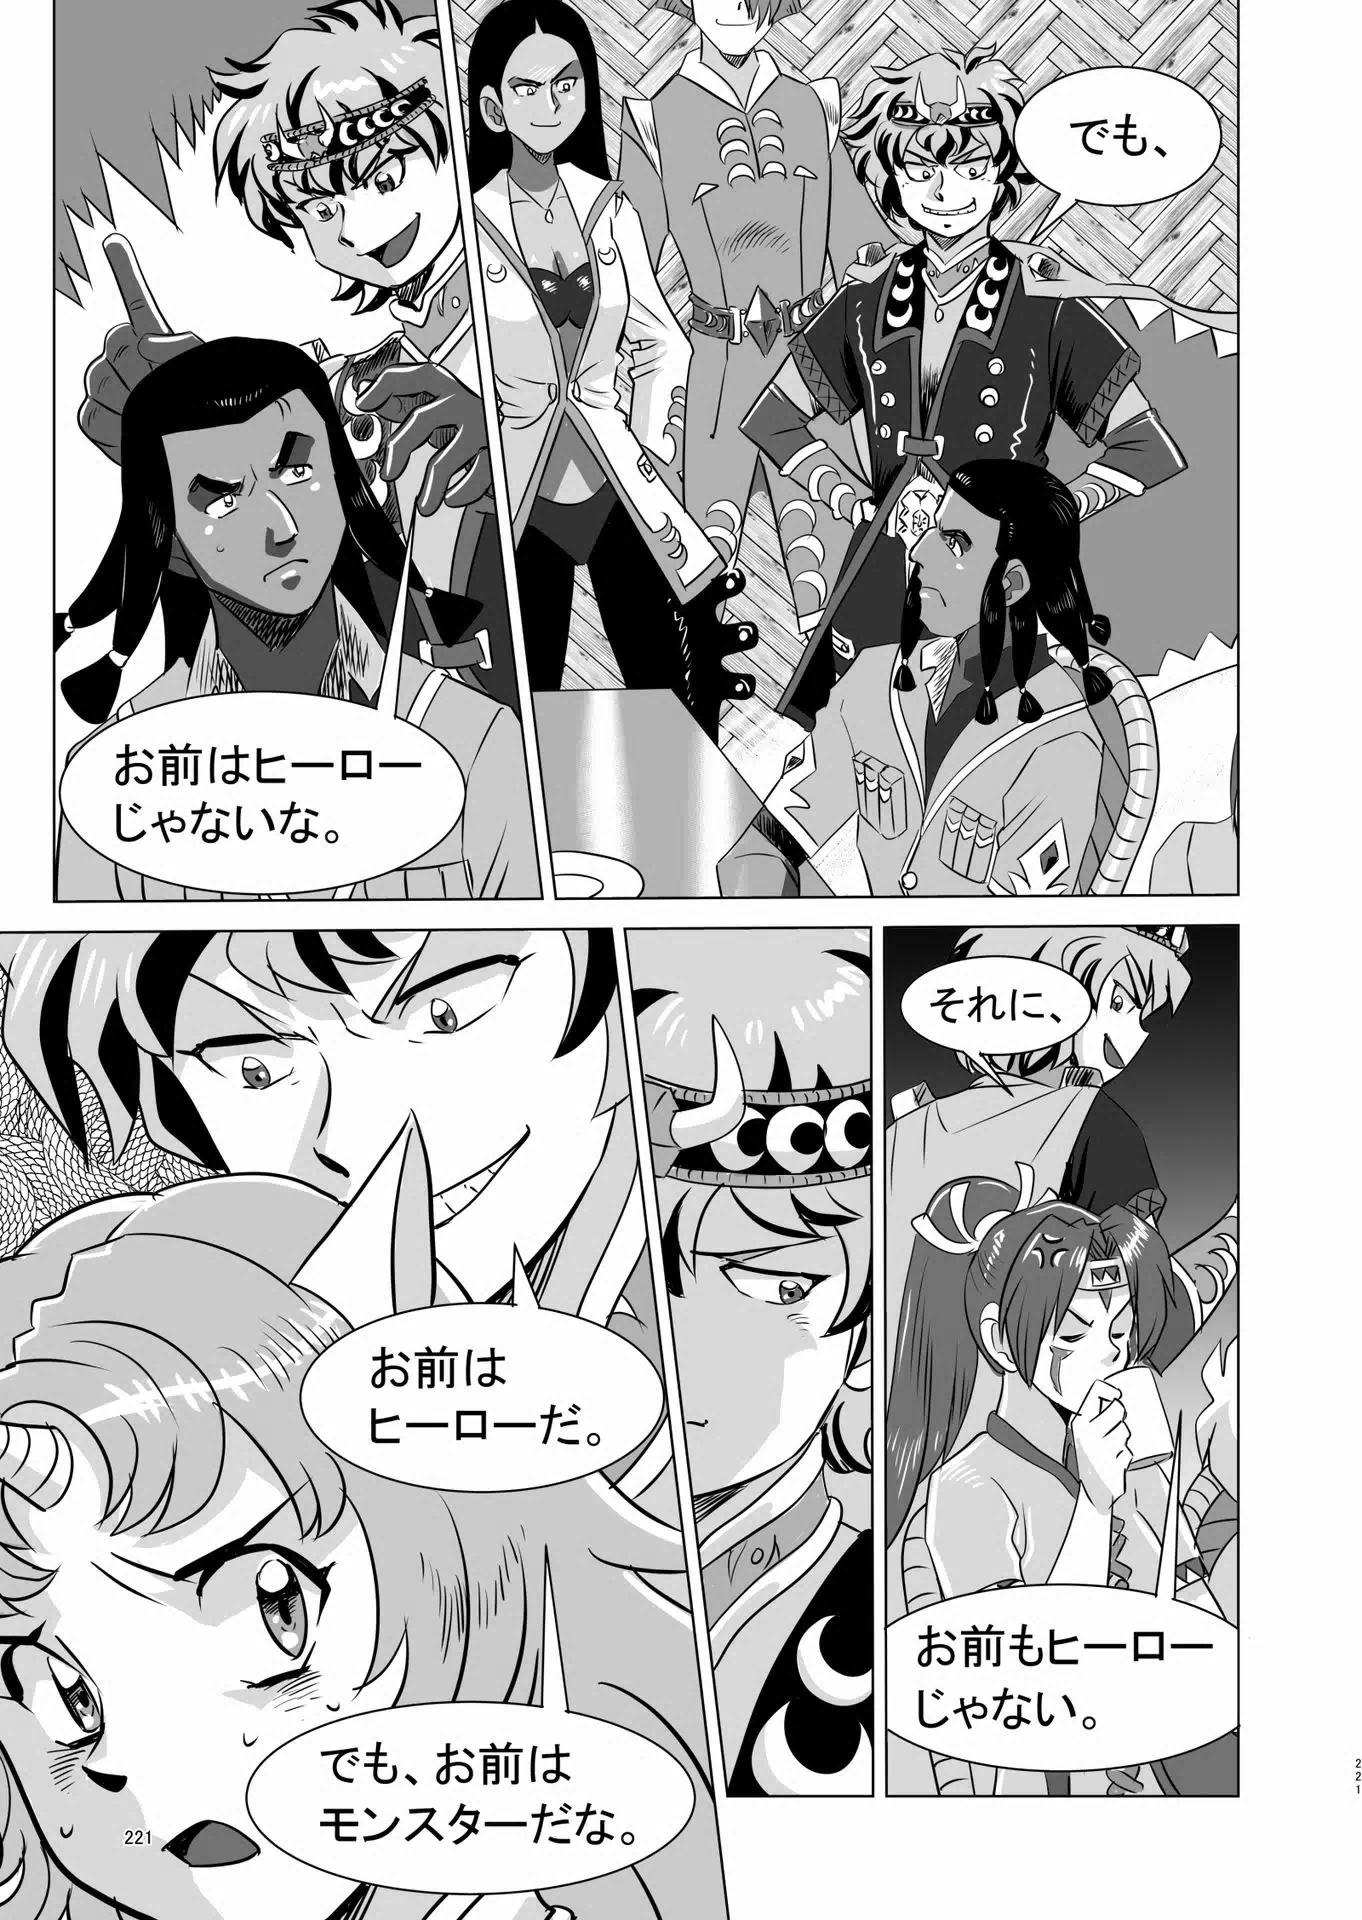 でも、
お前はヒーロー
じゃないな。
それに、
お前もヒーロー
じゃない。
お前は
ヒーローだ。
でも、お前は
モンスターだな。
221
221